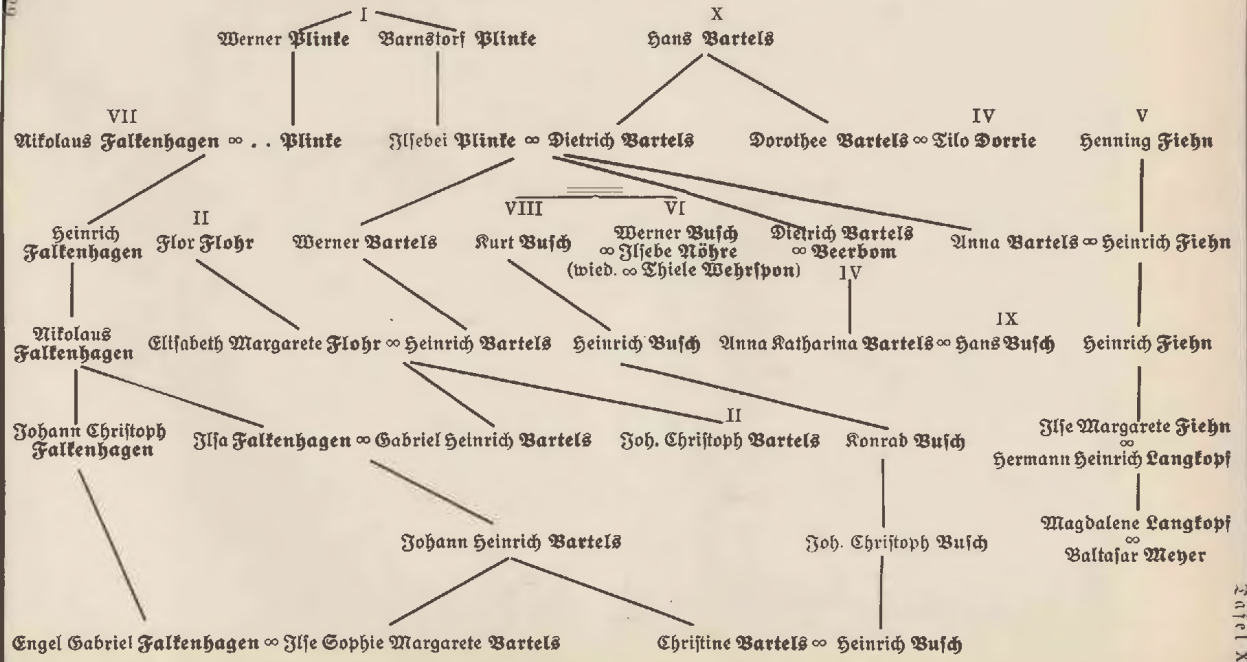 I X
Werner Plinke Barnstorf Plinke Hans Bartels
VII IV V
Nikolaus Falkenhagen ∞ . . Plinke Ilsebei Plinke ∞ Dietrich Bartels Dorothee Bartels ∞ Tilo Dorrie Henning Fiehn
VIII VI
II
Heinrich Falkenhagen Flor Flohr Werner Bartels Kurt Busch Werner Busch Dietrich Bartels Anna Bartels ∞ Heinrich Fiehn
∞ Ilsebe Nöhre ∞ Beerbom
(wied. ∞ Thiele Wehrspon) IV
IX
Nikolaus
Falkenhagen Elisabeth Margarete Flohr ∞ Heinrich Bartels Heinrich Busch Anna Katharina Bartels ∞ Hans Busch Heinrich Fiehn
II
Johann Christoph
Falkenhagen Ilsa Falkenhagen ∞ Gabriel Heinrich Bartels Joh. Christoph Bartels Konrad Busch Ilse Margarete Fiehn
∞
Hermann Heinrich Langkopf
Johann Heinrich Bartels Joh. Christoph Busch Magdalene Langkopf
∞
Baltasar Meyer
Engel Gabriel Falkenhagen ∞ Ilse Sophie Margarete Bartels Christine Bartels ∞ Heinrich Busch
Tafel X